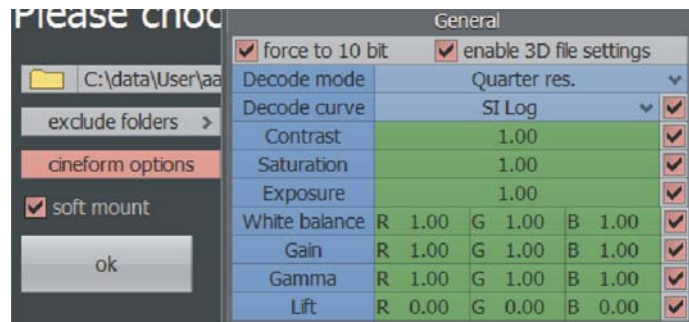 Please choo
C:\data\User\aa
exclude folders >
cineform options
soft mount
ok
General
force to 10 bit enable 3D file settings
Decode mode Quarter res.
Decode curve SI Log
Contrast 1.00
Saturation 1.00
Exposure 1.00
White balance R 1.00 G 1.00 B 1.00
Gain R 1.00 G 1.00 B 1.00
Gamma R 1.00 G 1.00 B 1.00
Lift R 0.00 G 0.00 B 0.00